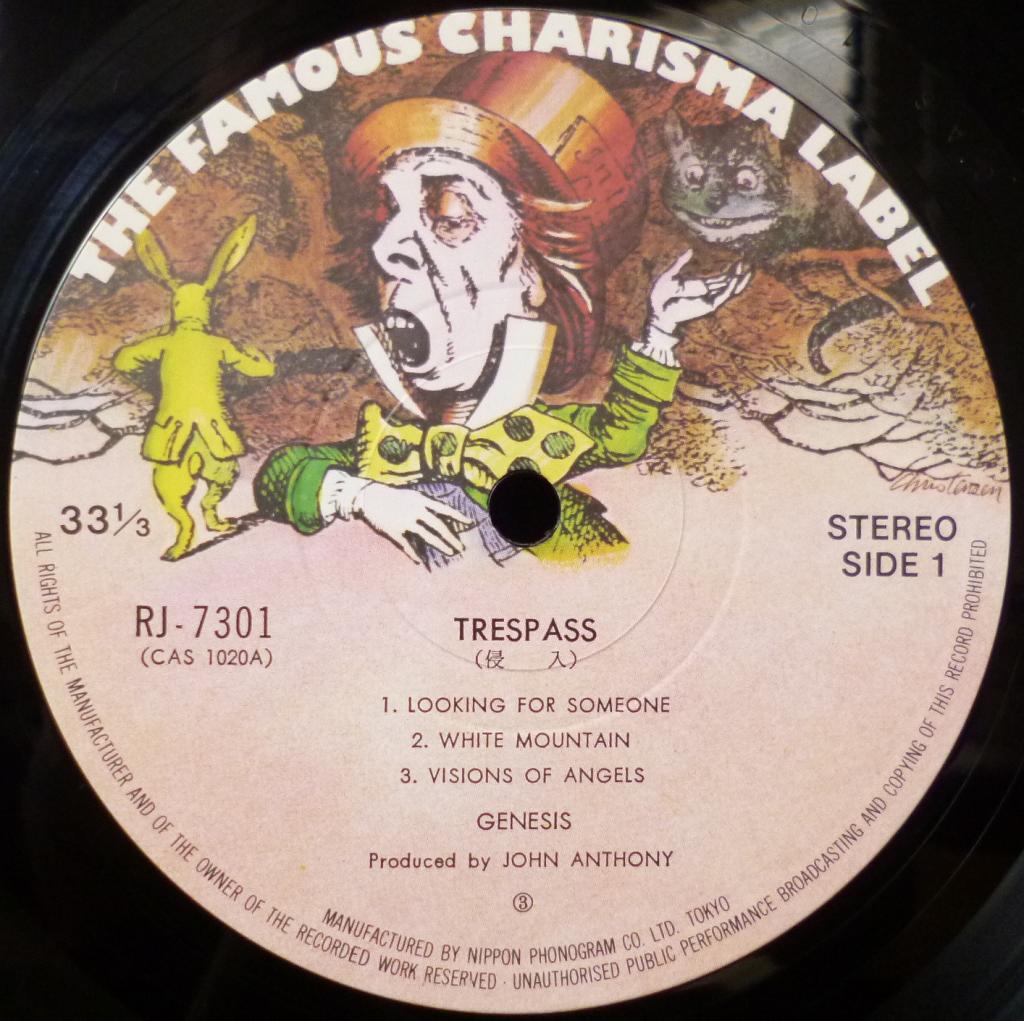 THE FAMOUS CHARISMA LABEL
Christensen
33⅓
STEREO
SIDE 1
RJ-7301
(CAS 1020A)
TRESPASS
(侵 入)
1. LOOKING FOR SOMEONE
2. WHITE MOUNTAIN
3. VISIONS OF ANGELS
GENESIS
Produced by JOHN ANTHONY
③
MANUFACTURED BY NIPPON PHONOGRAM CO. LTD. TOKYO
ALL RIGHTS OF THE MANUFACTURER AND OF THE OWNER OF THE RECORDED WORK RESERVED · UNAUTHORISED PUBLIC PERFORMANCE BROADCASTING AND COPYING OF THIS RECORD PROHIBITED